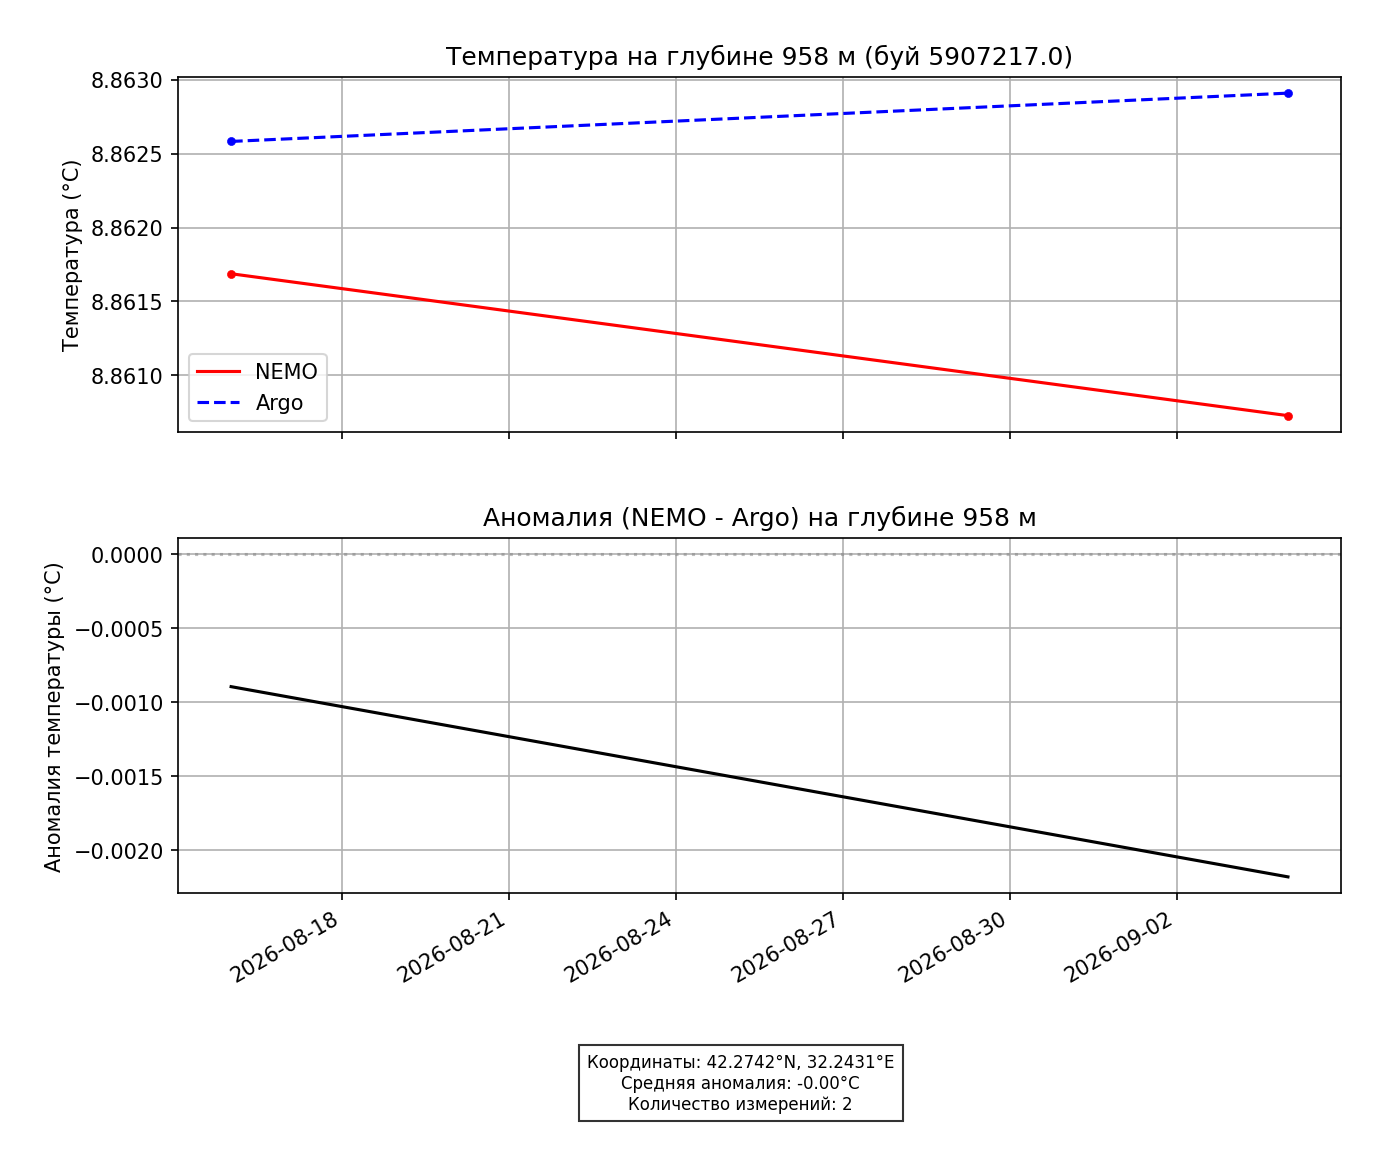 Температура на глубине 958 м (буй 5907217.0)
8.8630
8.8625
8.8620
8.8615
8.8610
Температура (°C)
NEMO
Argo
Аномалия (NEMO - Argo) на глубине 958 м
0.0000
−0.0005
−0.0010
−0.0015
−0.0020
Аномалия температуры (°C)
2026-08-18
2026-08-21
2026-08-24
2026-08-27
2026-08-30
2026-09-02
Координаты: 42.2742°N, 32.2431°E
Средняя аномалия: -0.00°C
Количество измерений: 2